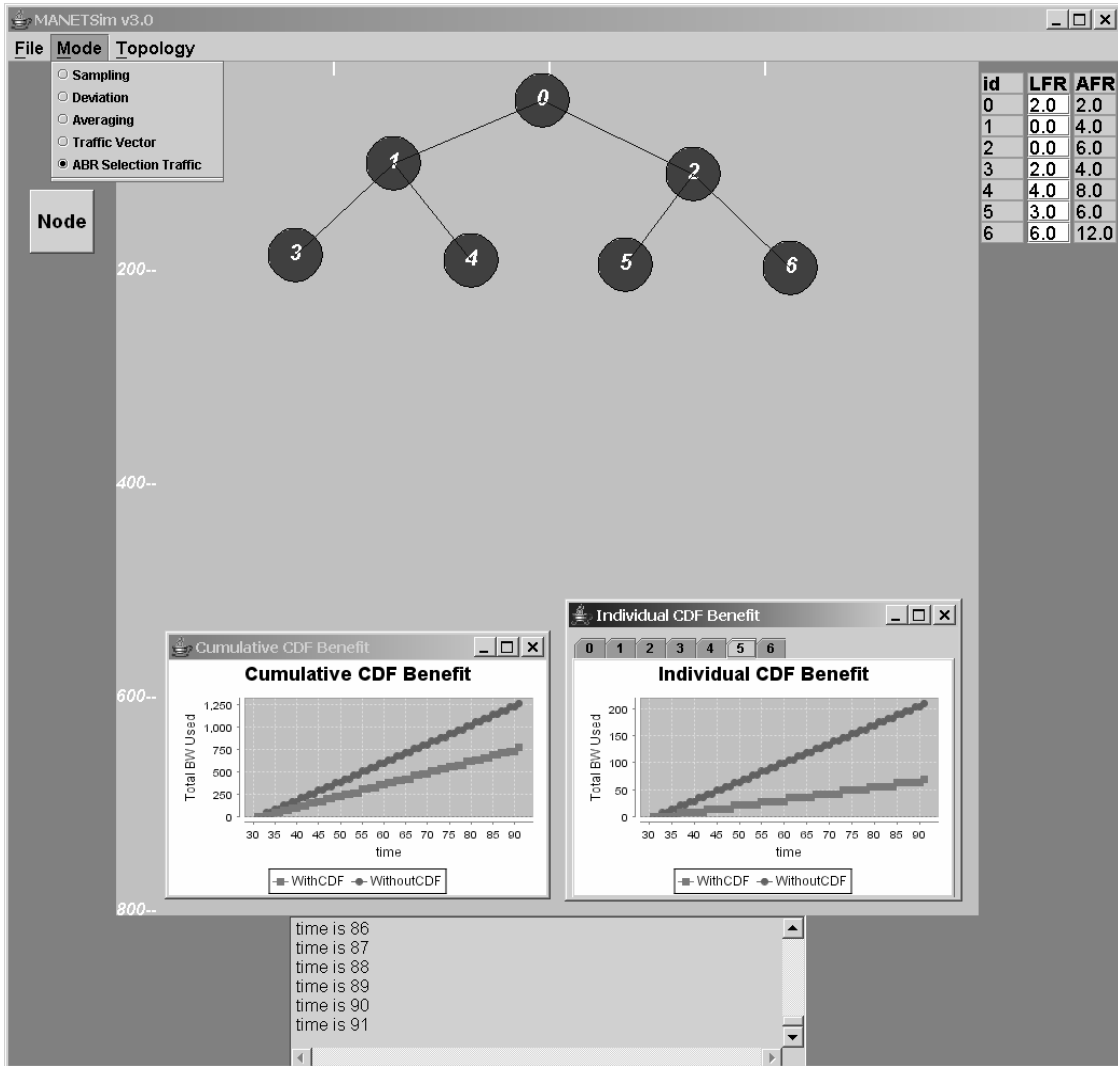 MANETSim v3.0
File Mode Topology
Sampling
Deviation
Averaging
Traffic Vector
ABR Selection Traffic
Node
0
1
2
3
4
5
6
id LFR AFR
0 2.0 2.0
1 0.0 4.0
2 0.0 6.0
3 2.0 4.0
4 4.0 8.0
5 3.0 6.0
6 6.0 12.0
200--
400--
600--
800--
Cumulative CDF Benefit
Cumulative CDF Benefit
Total BW Used
1,250
1,000
750
500
250
0
30 35 40 45 50 55 60 65 70 75 80 85 90
time
WithCDF WithoutCDF
Individual CDF Benefit
0 1 2 3 4 5 6
Individual CDF Benefit
Total BW Used
200
150
100
50
0
30 35 40 45 50 55 60 65 70 75 80 85 90
time
WithCDF WithoutCDF
time is 86
time is 87
time is 88
time is 89
time is 90
time is 91